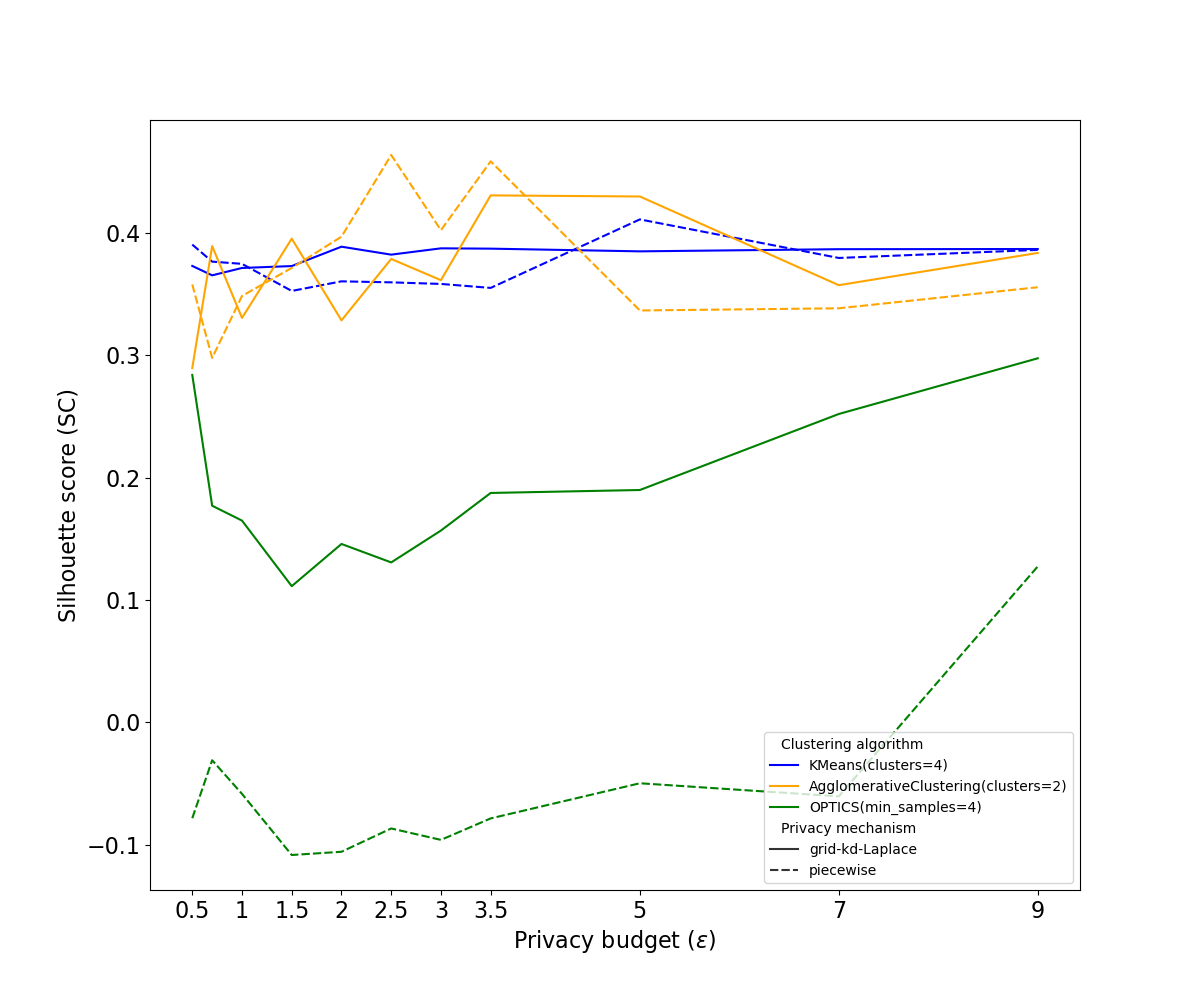 Silhouette score (SC)
0.4
0.3
0.2
0.1
0.0
−0.1
Clustering algorithm
KMeans(clusters=4)
AgglomerativeClustering(clusters=2)
OPTICS(min_samples=4)
Privacy mechanism
grid-kd-Laplace
piecewise
0.5 1 1.5 2 2.5 3 3.5 5 7 9
Privacy budget (ε)